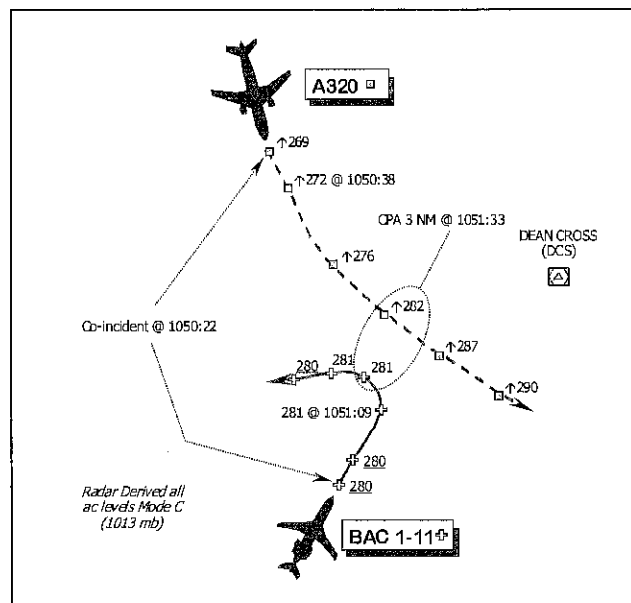 A320
↑269
↑272 @ 1050:38
CPA 3 NM @ 1051:33
DEAN CROSS
(DCS)
↑276
↑282
Co-incident @ 1050:22
280
281
281
↑287
↑290
281 @ 1051:09
280
280
Radar Derived all
ac levels Mode C
(1013 mb)
BAC 1-11